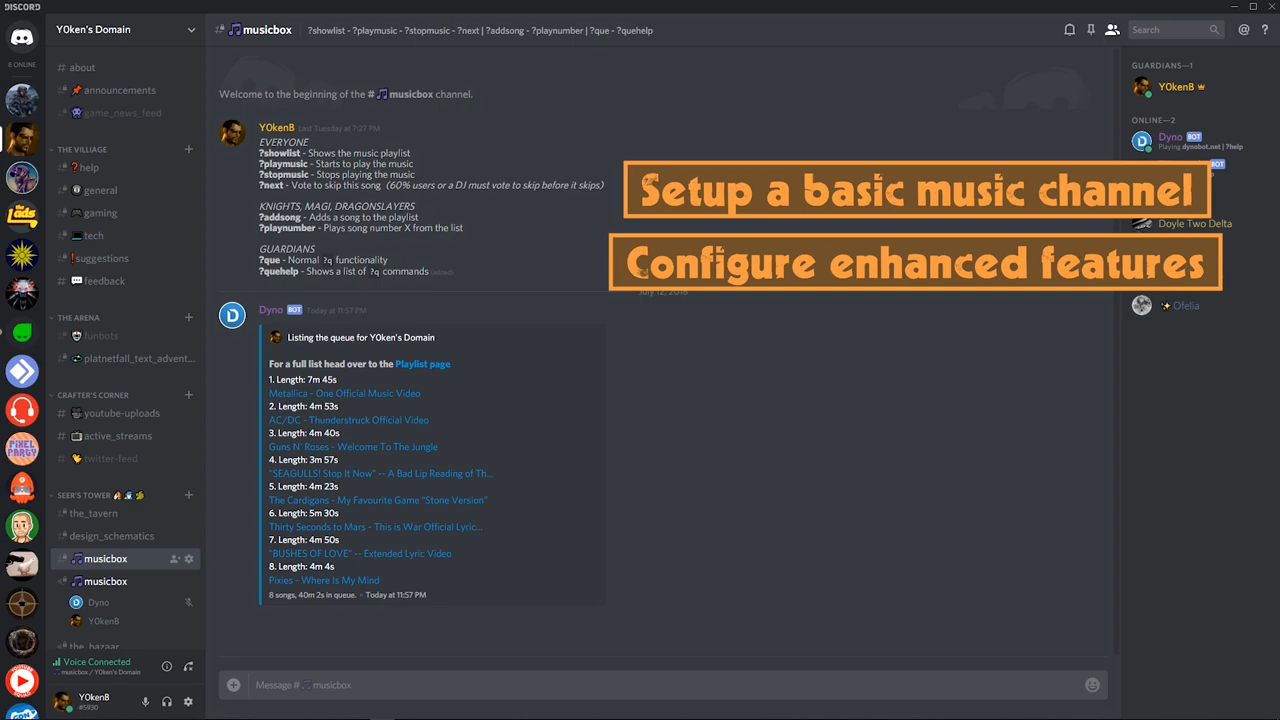 DISCORD
8 ONLINE
Y0ken's Domain
about
announcements
game_news_feed
THE VILLIAGE
help
general
gaming
tech
suggestions
feedback
THE ARENA
funbots
platnetfall_text_advent...
CRAFTER'S CORNER
youtube-uploads
active_streams
twitter-feed
SEER'S TOWER
the_tavern
design_schematics
musicbox
musicbox
Dyno
Y0kenB
the_bazaar
Voice Connected
musicbox / Y0ken's Domain
Y0KENB
#5930
musicbox ?showlist - ?playmusic - ?stopmusic - ?next | ?addsong - ?playnumber | ?que - ?quehelp
Search
Welcome to the beginning of the # musicbox channel.
Y0KENB Last Tuesday at 7:27 PM
EVERYONE
?showlist - Shows the music playlist
?playmusic - Starts to play the music
?stopmusic - Stops playing the music
?next - Vote to skip this song (60% users or a DJ must vote to skip before it skips)
KNIGHTS, MAGI, DRAGONSLAYERS
?addsong - Adds a song to the playlist
?playnumber - Plays song number X from the list
GUARDIANS
?que - Normal ?q functionality
?quehelp - Shows a list of ?q commands (edited)
July 12, 2018
Dyno BOT Today at 11:57 PM
Listing the queue for Y0ken's Domain
For a full list head over to the Playlist page
1. Length: 7m 45s
Metallica - One Official Music Video
2. Length: 4m 53s
AC/DC - Thunderstruck Official Video
3. Length: 4m 40s
Guns N' Roses - Welcome To The Jungle
4. Length: 3m 57s
"SEAGULLS! Stop It Now" -- A Bad Lip Reading of Th...
5. Length: 4m 23s
The Cardigans - My Favourite Game "Stone Version"
6. Length: 5m 30s
Thirty Seconds to Mars - This is War Official Lyric...
7. Length: 4m 50s
"BUSHES OF LOVE" -- Extended Lyric Video
8. Length: 4m 4s
Pixies - Where Is My Mind
8 songs, 40m 2s in queue. • Today at 11:57 PM
Message # musicbox
Setup a basic music channel
Configure enhanced features
GUARDIANS—1
Y0KENB
ONLINE—2
Dyno BOT
Playing dynobot.net | ?help
BOT
Doyle Two Delta
Ofelia